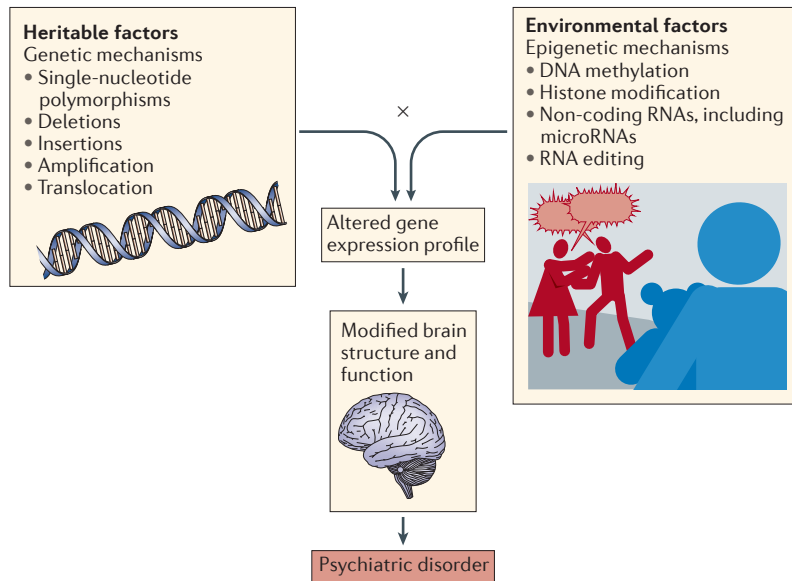 Heritable factors
Genetic mechanisms
• Single-nucleotide
polymorphisms
• Deletions
• Insertions
• Amplification
• Translocation
×
Environmental factors
Epigenetic mechanisms
• DNA methylation
• Histone modification
• Non-coding RNAs, including
microRNAs
• RNA editing
Altered gene
expression profile
Modified brain
structure and
function
Psychiatric disorder